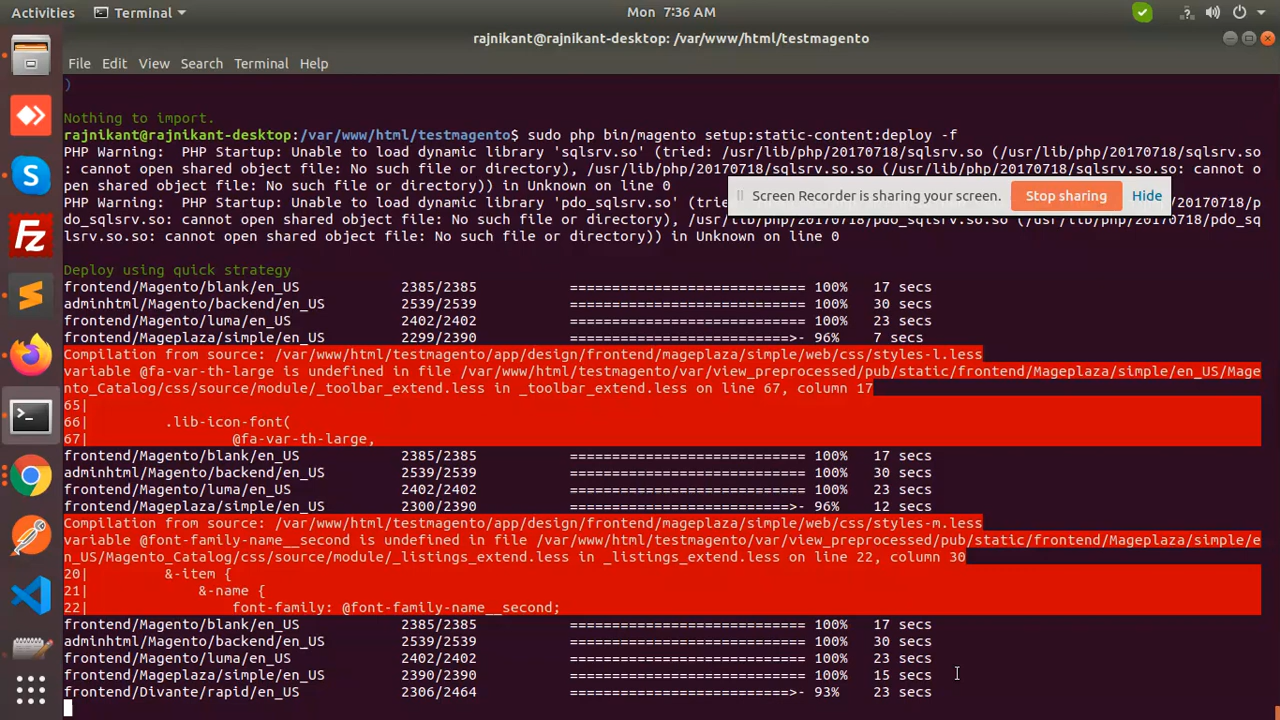 Activities
Terminal
Mon 7:36 AM
rajnikant@rajnikant-desktop: /var/www/html/testmagento
File Edit View Search Terminal Help
)
Nothing to import.
rajnikant@rajnikant-desktop:/var/www/html/testmagento$ sudo php bin/magento setup:static-content:deploy -f
PHP Warning:  PHP Startup: Unable to load dynamic library 'sqlsrv.so' (tried: /usr/lib/php/20170718/sqlsrv.so (/usr/lib/php/20170718/sqlsrv.so
: cannot open shared object file: No such file or directory), /usr/lib/php/20170718/sqlsrv.so.so (/usr/lib/php/20170718/sqlsrv.so.so: cannot o
pen shared object file: No such file or directory)) in Unknown on line 0
Screen Recorder is sharing your screen.
Stop sharing
Hide
PHP Warning:  PHP Startup: Unable to load dynamic library 'pdo_sqlsrv.so' (trie /20170718/p
do_sqlsrv.so: cannot open shared object file: No such file or directory), /usr/lib/php/20170718/pdo_sqlsrv.so.so (/usr/lib/php/20170718/pdo_sq
lsrv.so.so: cannot open shared object file: No such file or directory)) in Unknown on line 0
Deploy using quick strategy
frontend/Magento/blank/en_US 2385/2385 ============================ 100% 17 secs
adminhtml/Magento/backend/en_US 2539/2539 ============================ 100% 30 secs
frontend/Magento/luma/en_US 2402/2402 ============================ 100% 23 secs
frontend/Mageplaza/simple/en_US 2299/2390 ==========================>- 96% 7 secs
Compilation from source: /var/www/html/testmagento/app/design/frontend/mageplaza/simple/web/css/styles-l.less
variable @fa-var-th-large is undefined in file /var/www/html/testmagento/var/view_preprocessed/pub/static/frontend/Mageplaza/simple/en_US/Mage
nto_Catalog/css/source/module/_toolbar_extend.less in _toolbar_extend.less on line 67, column 17
65|
66| .lib-icon-font(
67| @fa-var-th-large,
frontend/Magento/blank/en_US 2385/2385 ============================ 100% 17 secs
adminhtml/Magento/backend/en_US 2539/2539 ============================ 100% 30 secs
frontend/Magento/luma/en_US 2402/2402 ============================ 100% 23 secs
frontend/Mageplaza/simple/en_US 2300/2390 ==========================>- 96% 12 secs
Compilation from source: /var/www/html/testmagento/app/design/frontend/mageplaza/simple/web/css/styles-m.less
variable @font-family-name__second is undefined in file /var/www/html/testmagento/var/view_preprocessed/pub/static/frontend/Mageplaza/simple/e
n_US/Magento_Catalog/css/source/module/_listings_extend.less in _listings_extend.less on line 22, column 30
20| &-item {
21| &-name {
22| font-family: @font-family-name__second;
frontend/Magento/blank/en_US 2385/2385 ============================ 100% 17 secs
adminhtml/Magento/backend/en_US 2539/2539 ============================ 100% 30 secs
frontend/Magento/luma/en_US 2402/2402 ============================ 100% 23 secs
frontend/Mageplaza/simple/en_US 2390/2390 ============================ 100% 15 secs
frontend/Divante/rapid/en_US 2306/2464 ==========================>- 93% 23 secs